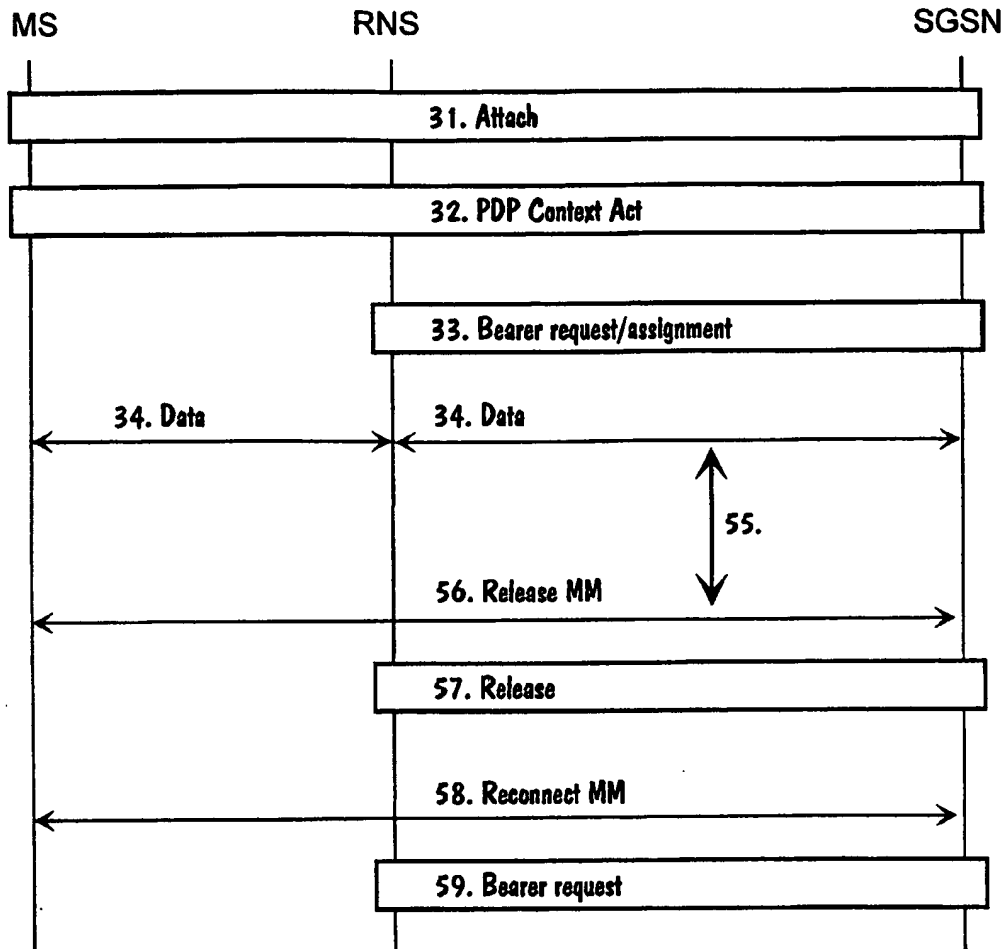 MS RNS SGSN
31. Attach
32. PDP Context Act
33. Bearer request/assignment
34. Data 34. Data
55.
56. Release MM
57. Release
58. Reconnect MM
59. Bearer request